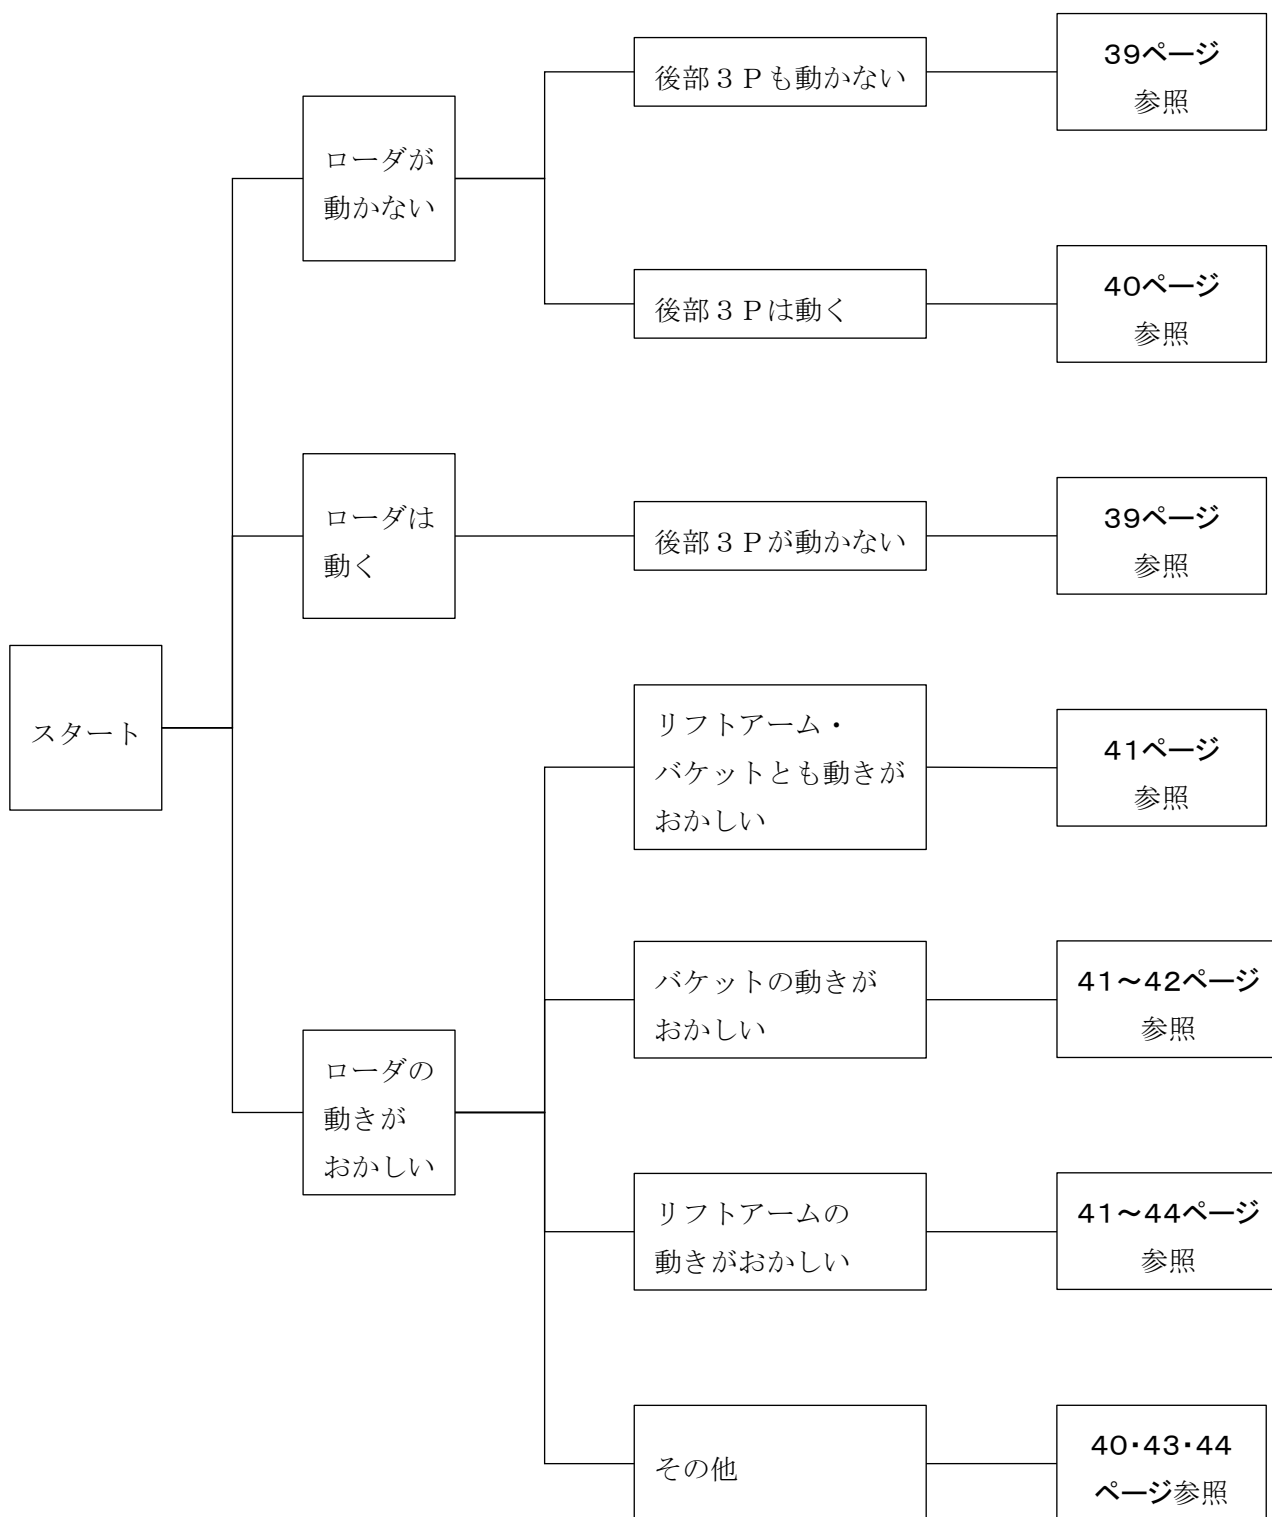 後部３Ｐも動かない
39ページ
参照
ローダが
動かない
後部３Ｐは動く
40ページ
参照
ローダは
動く
後部３Ｐが動かない
39ページ
参照
スタート
リフトアーム・
バケットとも動きが
おかしい
41ページ
参照
バケットの動きが
おかしい
41～42ページ
参照
ローダの
動きが
おかしい
リフトアームの
動きがおかしい
41～44ページ
参照
その他
40・43・44
ページ参照